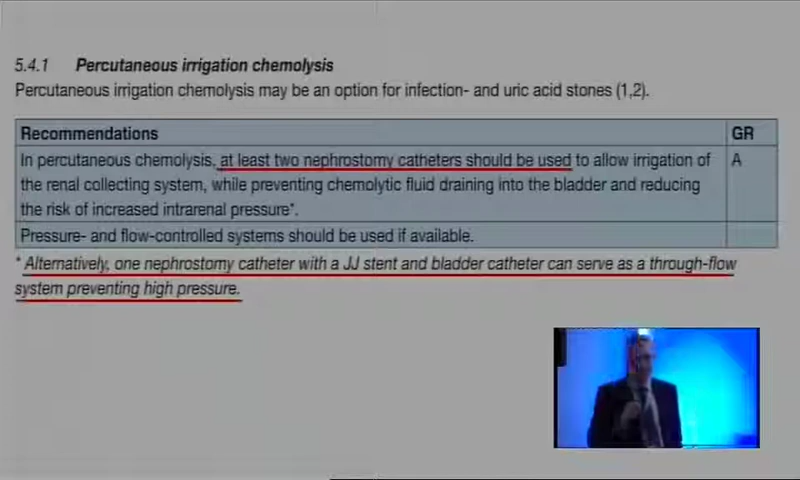 5.4.1 Percutaneous irrigation chemolysis
Percutaneous irrigation chemolysis may be an option for infection- and uric acid stones (1,2).
Recommendations GR
In percutaneous chemolysis, at least two nephrostomy catheters should be used to allow irrigation of A
the renal collecting system, while preventing chemolytic fluid draining into the bladder and reducing
the risk of increased intrarenal pressure*.
Pressure- and flow-controlled systems should be used if available.
* Alternatively, one nephrostomy catheter with a JJ stent and bladder catheter can serve as a through-flow
system preventing high pressure.